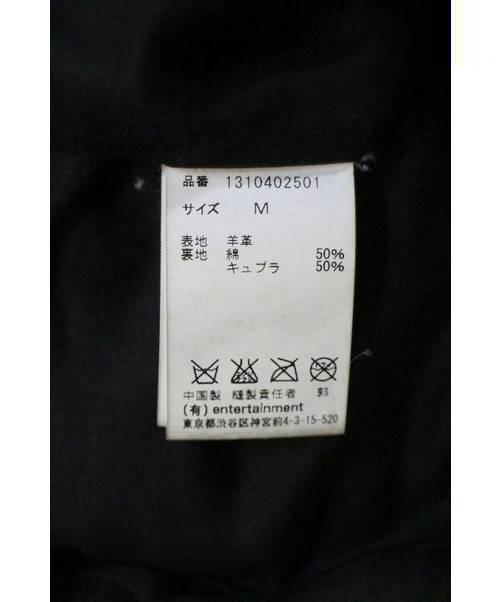 品番 1310402501
サイズ M
表地 羊革
裏地 綿 50%
キュプラ 50%
中国製 縫製責任者 郭
(有) entertainment
東京都渋谷区神宮前4-3-15-520